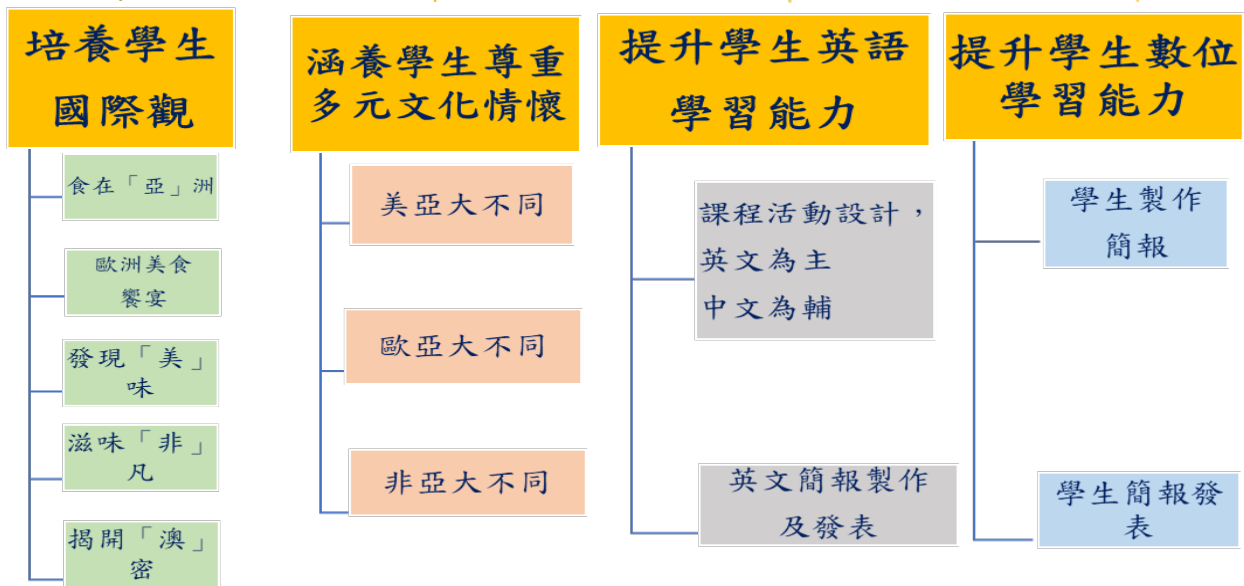 培養學生
國際觀
食在「亞」洲
歐洲美食
饗宴
發現「美」
味
滋味「非」
凡
揭開「澳」
密
涵養學生尊重
多元文化情懷
美亞大不同
歐亞大不同
非亞大不同
提升學生英語
學習能力
課程活動設計，
英文為主
中文為輔
英文簡報製作
及發表
提升學生數位
學習能力
學生製作
簡報
學生簡報發
表